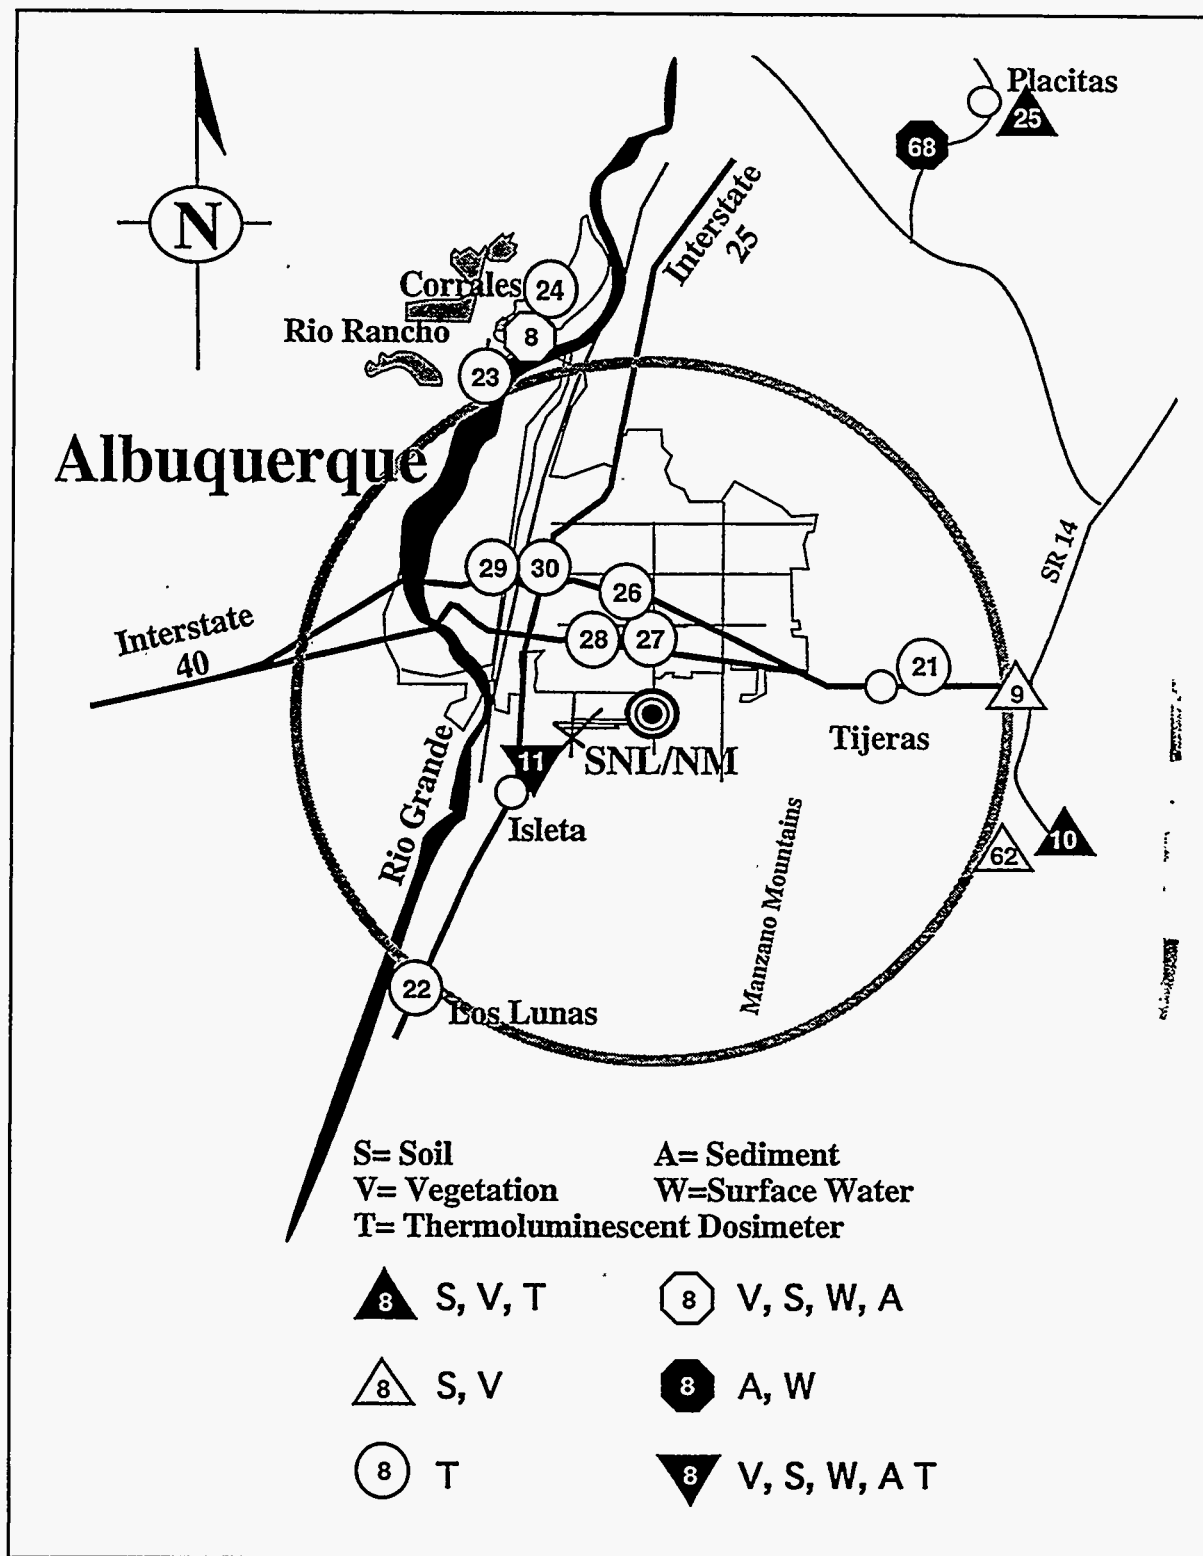 Placitas
25
68
N
Interstate
25
Corrales
24
Rio Rancho
8
23
Albuquerque
SR 14
29
30
26
Interstate
40
28
27
21
9
Tijeras
11
SNL/NM
Rio Grande
Isleta
Manzano Mountains
62
10
22
Los Lunas
S= Soil
A= Sediment
V= Vegetation
W=Surface Water
T= Thermoluminescent Dosimeter
8 S, V, T
8 V, S, W, A
8 S, V
8 A, W
8 T
8 V, S, W, A T